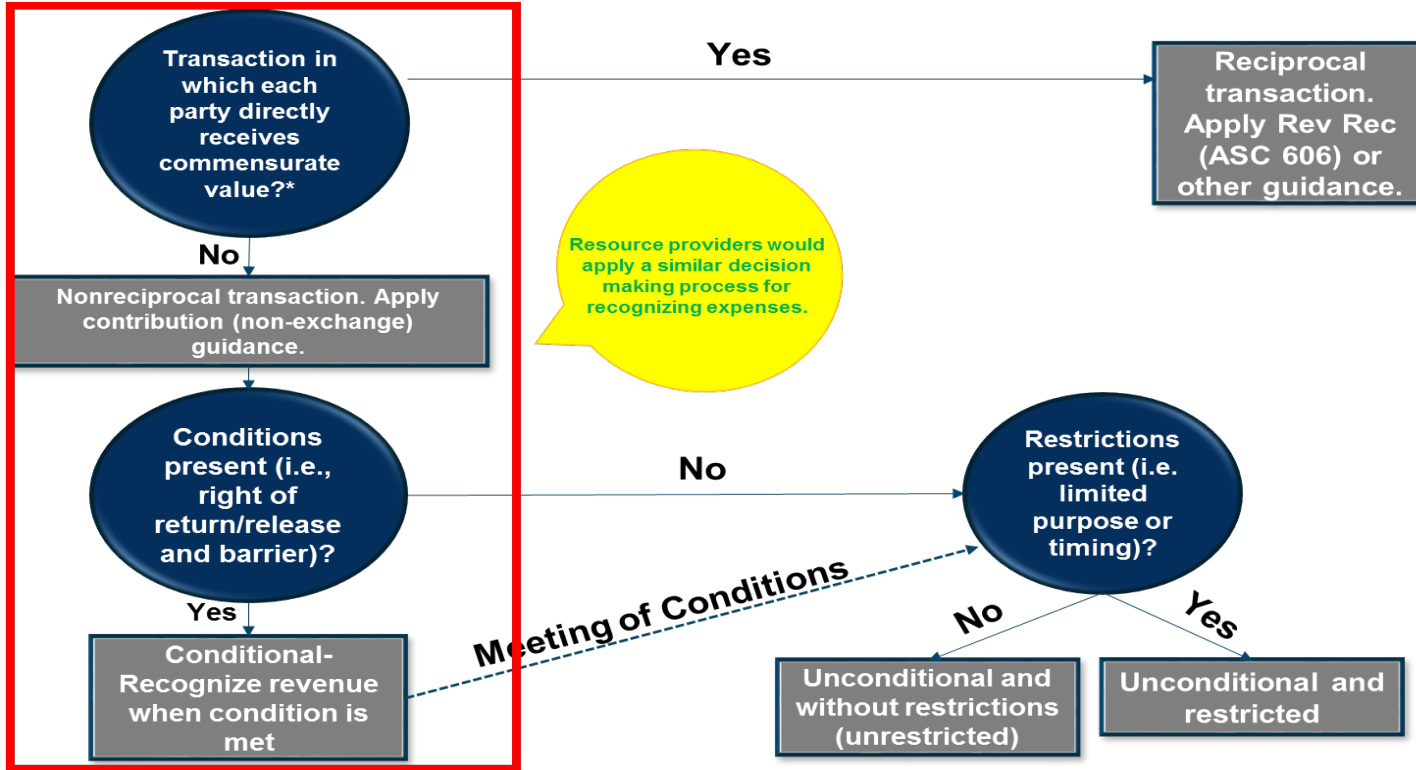 Transaction in
which each
party directly
receives
commensurate
value?*
Yes
Reciprocal
transaction.
Apply Rev Rec
(ASC 606) or
other guidance.
No
Nonreciprocal transaction. Apply
contribution (non-exchange)
guidance.
Resource providers would
apply a similar decision
making process for
recognizing expenses.
Conditions
present (i.e.,
right of
return/release
and barrier)?
No
Restrictions
present (i.e.
limited
purpose or
timing)?
Yes
Conditional-
Recognize revenue
when condition is
met
Meeting of Conditions
No
Yes
Unconditional and
without restrictions
(unrestricted)
Unconditional and
restricted